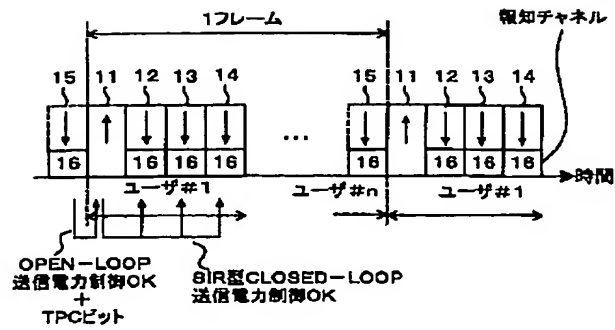 1フレーム
報知チャネル
15 11 12 13 14 15 11 12 13 14
↓ ↑ ↓ ↓ ↓ … ↓ ↑ ↓ ↓ ↓
16 16 16 16 16 16 16 16
時間
ユーザ#1 ユーザ#n ユーザ#1
OPEN−LOOP
送信電力制御OK
+
TPCビット
SIR型CLOSED−LOOP
送信電力制御OK